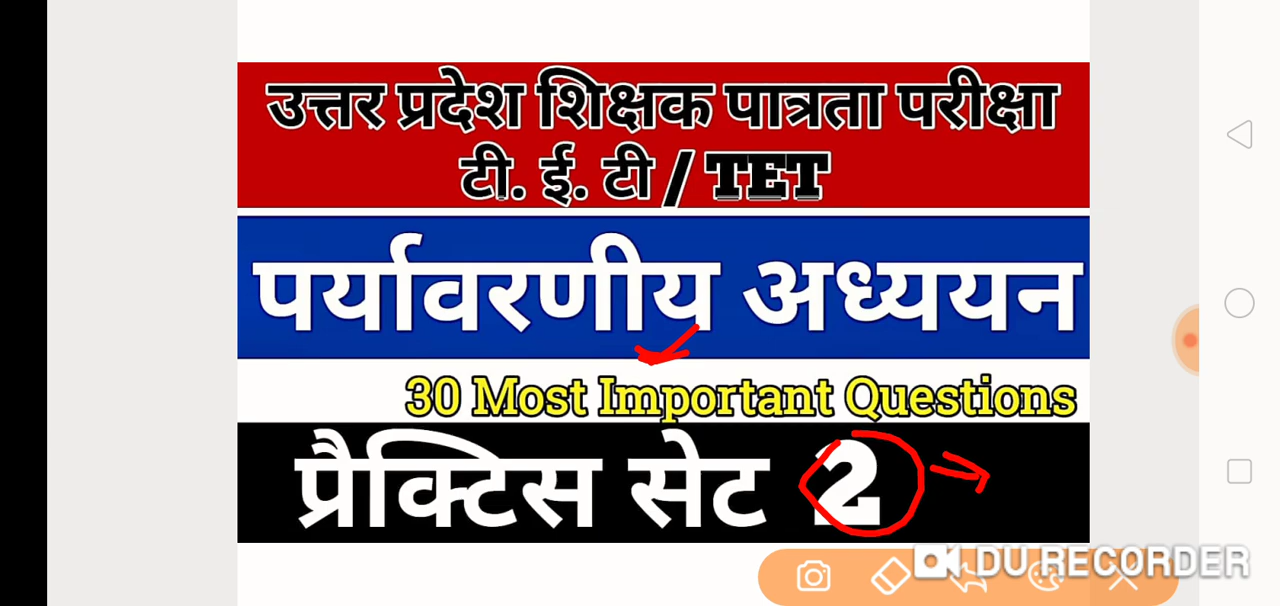 उत्तर प्रदेश शिक्षक पात्रता परीक्षा
टी. ई. टी / TET
पर्यावरणीय अध्ययन
30 Most Important Questions
प्रैक्टिस सेट 2
DU RECORDER